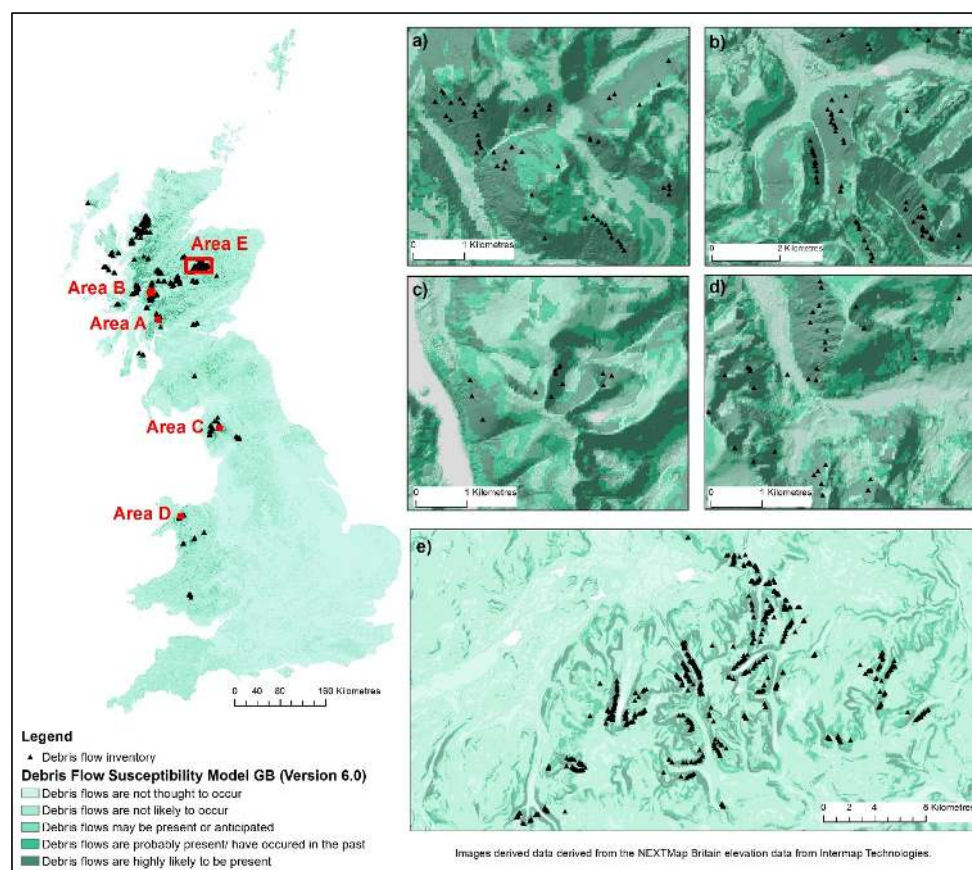 Area E
Area B
Area A
Area C
Area D
0 40 80 160 Kilometres
Legend
Debris flow inventory
Debris Flow Susceptibility Model GB (Version 6.0)
Debris flows are not thought to occur
Debris flows are not likely to occur
Debris flows may be present or anticipated
Debris flows are probably present/ have occured in the past
Debris flows are highly likely to be present
a)
0 1 Kilometres
b)
0 2 Kilometres
c)
0 1 Kilometres
d)
0 1 Kilometres
e)
0 2 4 6 Kilometres
Images derived data derived from the NEXTMap Britain elevation data from Intermap Technologies.